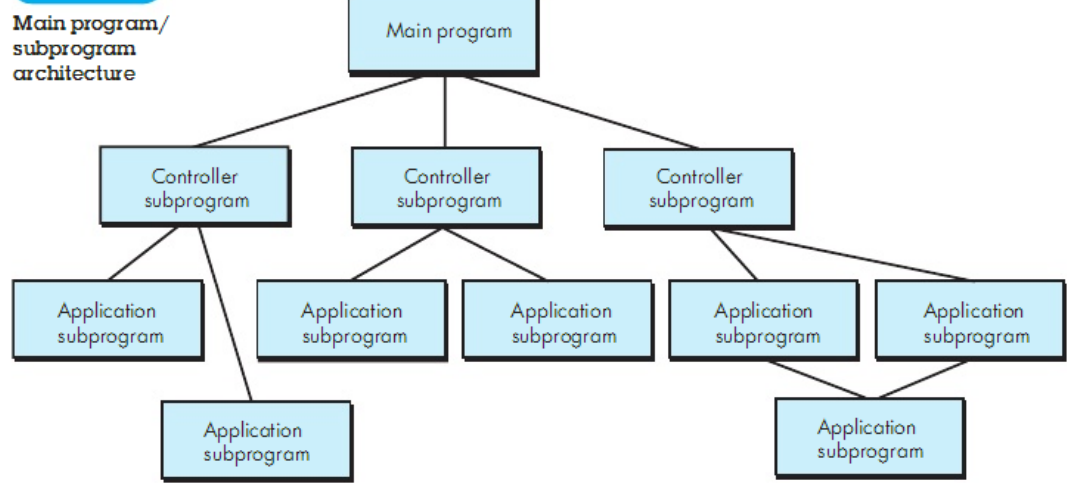 Main program/
subprogram
architecture
Main program
Controller
subprogram
Controller
subprogram
Controller
subprogram
Application
subprogram
Application
subprogram
Application
subprogram
Application
subprogram
Application
subprogram
Application
subprogram
Application
subprogram